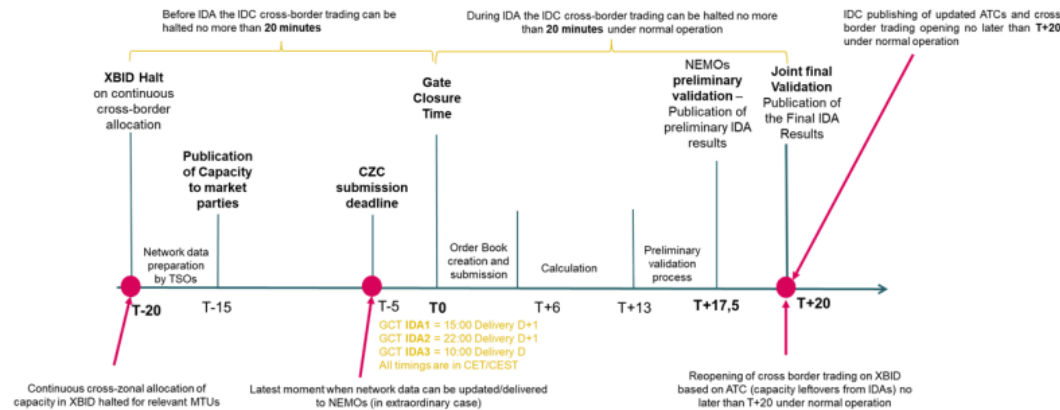 Before IDA the IDC cross-border trading can be
halted no more than 20 minutes
During IDA the IDC cross-border trading can be halted no more
than 20 minutes under normal operation
IDC publishing of updated ATCs and cross
border trading opening no later than T+20
under normal operation
XBID Halt
on continuous
cross-border
allocation
Gate
Closure
Time
NEMOs
preliminary
validation –
Publication of
preliminary IDA
results
Joint final
Validation
Publication of
the Final IDA
Results
Publication
of Capacity
to market
parties
CZC
submission
deadline
Network data
preparation
by TSOs
Order Book
creation and
submission
Calculation
Preliminary
validation
process
T-20
T-15
T-5
T0
T+6
T+13
T+17,5
T+20
GCT IDA1 = 15:00 Delivery D+1
GCT IDA2 = 22:00 Delivery D+1
GCT IDA3 = 10:00 Delivery D
All timings are in CET/CEST
Continuous cross-zonal allocation of
capacity in XBID halted for relevant MTUs
Latest moment when network data can be updated/delivered
to NEMOs (in extraordinary case)
Reopening of cross border trading on XBID
based on ATC (capacity leftovers from IDAs) no
later than T+20 under normal operation